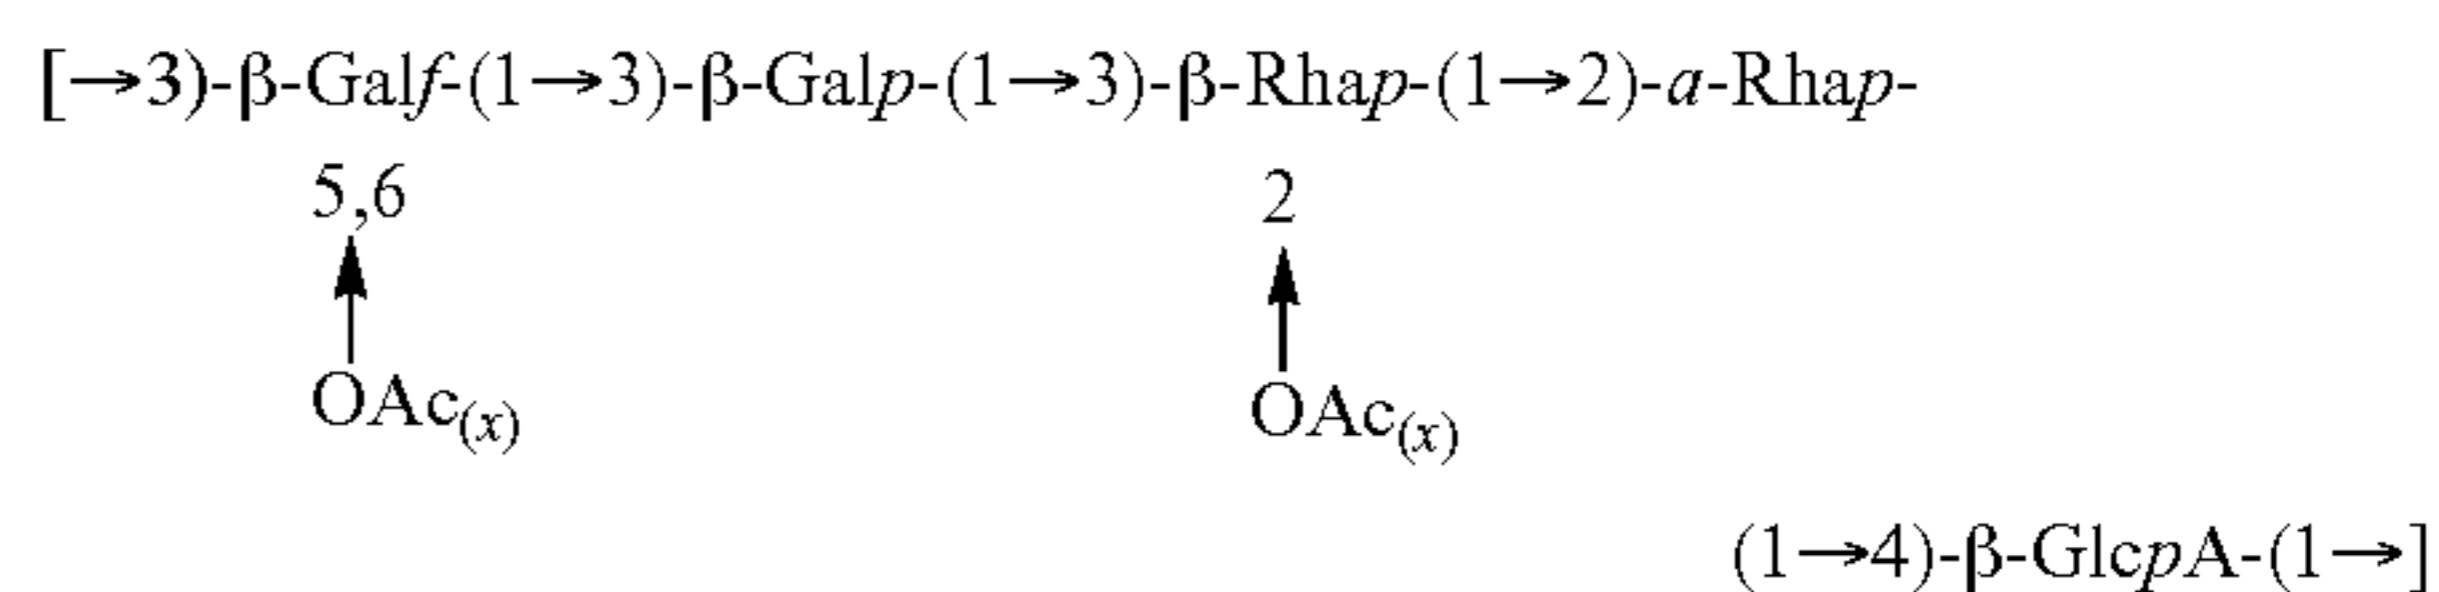 [→3)-β-Galf-(1→3)-β-Galp-(1→3)-β-Rhap-(1→2)-a-Rhap-
5,6 2
OAc(x) OAc(x)
(1→4)-β-GlcpA-(1→]